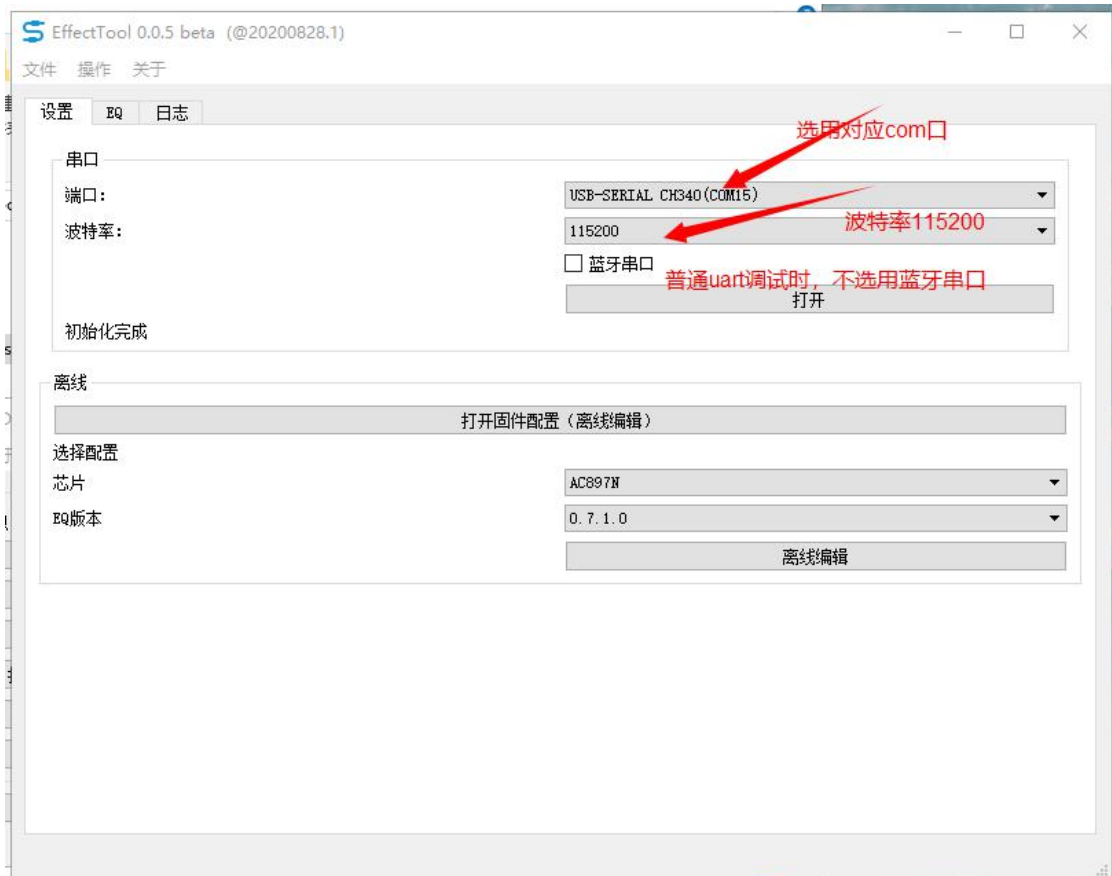 EffectTool 0.0.5 beta (@20200828.1)
文件 操作 关于
设置 EQ 日志
选用对应com口
串口
端口： USB-SERIAL CH340(COM15)
波特率： 115200
波特率115200
蓝牙串口
普通uart调试时，不选用蓝牙串口
打开
初始化完成
离线
打开固件配置（离线编辑）
选择配置
芯片 AC897N
EQ版本 0.7.1.0
离线编辑